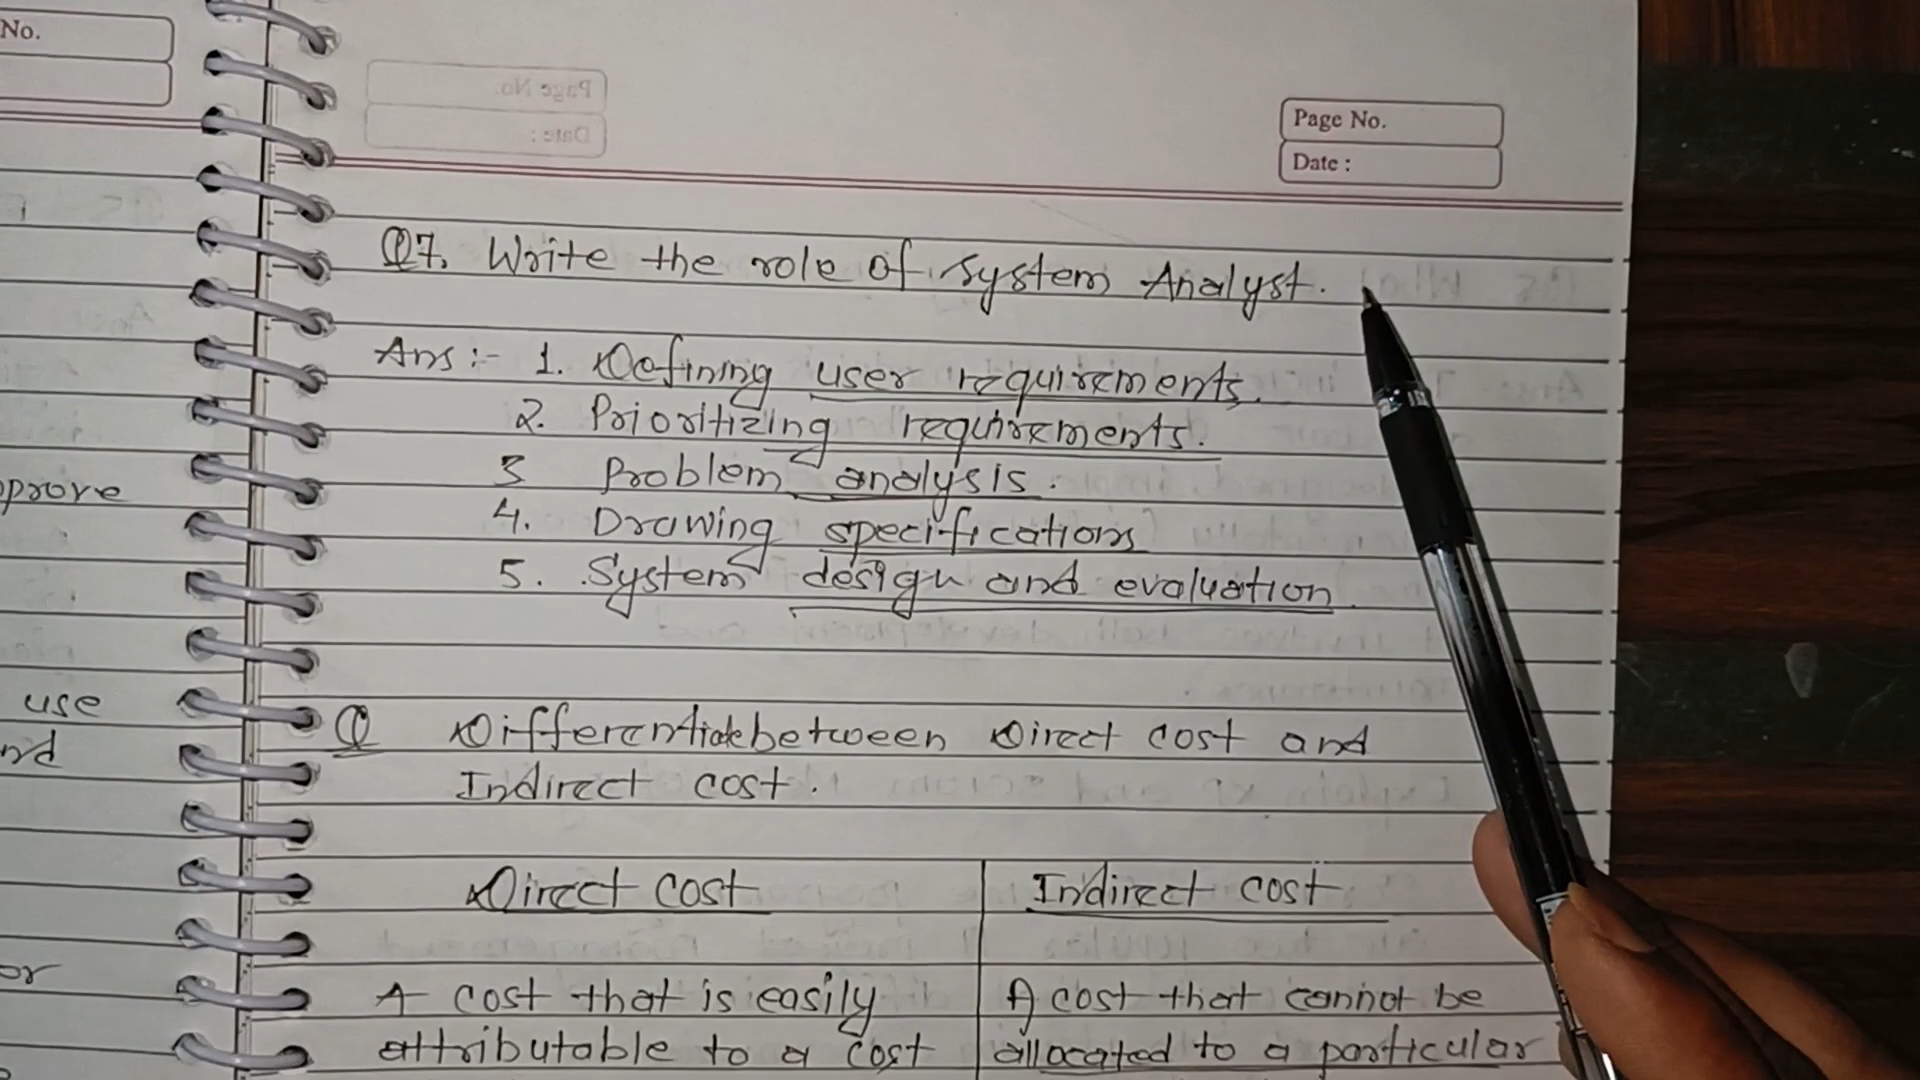 No.
Page No.
Date :
Q7. Write the role of System Analyst.
Ans :- 1. Defining user requirements.
2. Prioritizing requirements.
3 Problem analysis.
4. Drawing specifications
5. System design and evaluation.
prove
use
nd
or
Q Differentiate between Direct cost and
Indirect cost.
Direct cost
Indirect cost
A cost that is easily
attributable to a cost
A cost that cannot be
allocated to a particular